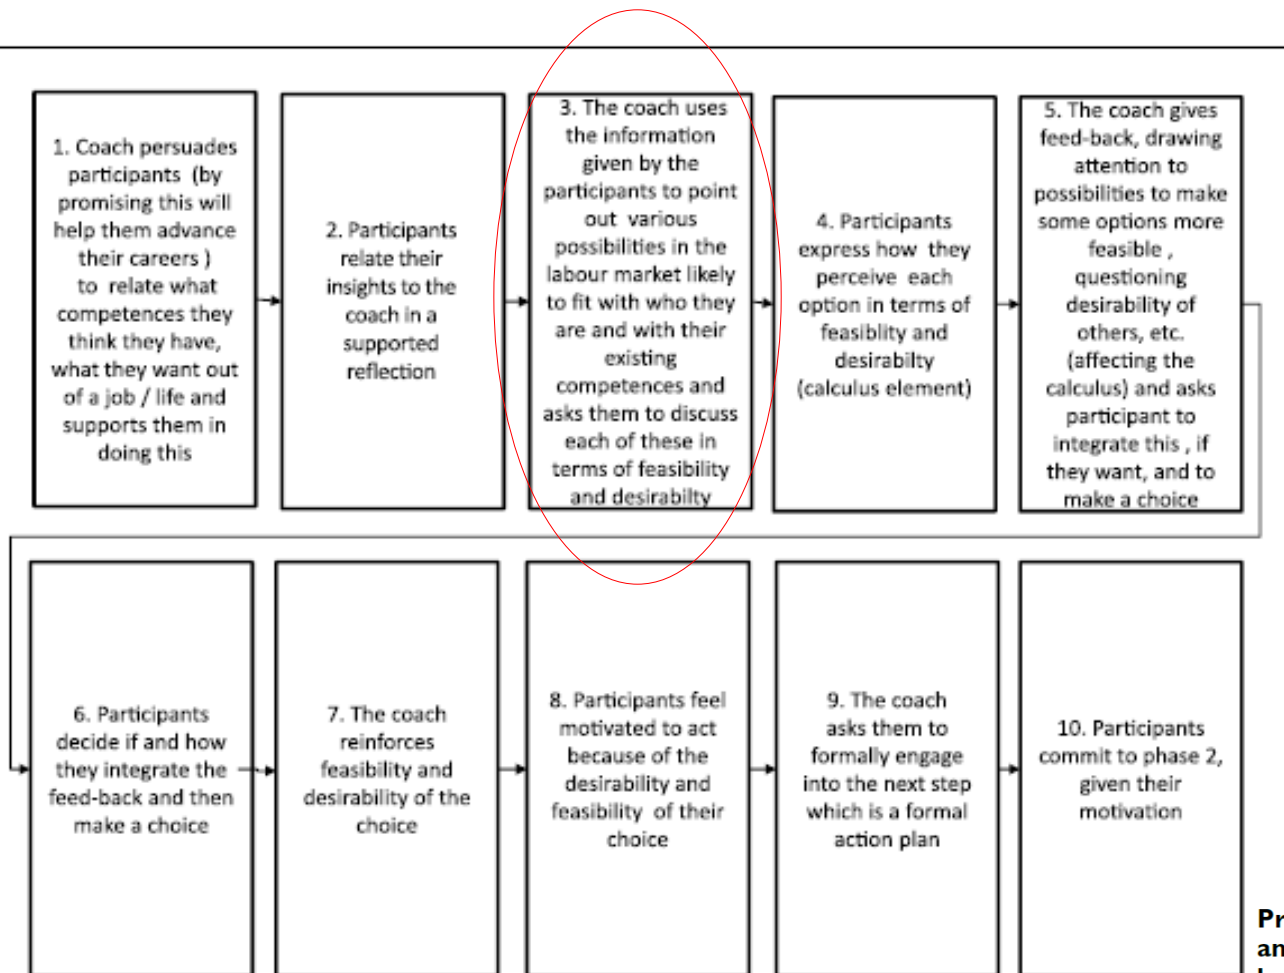 1. Coach persuades
participants (by
promising this will
help them advance
their careers )
to relate what
competences they
think they have,
what they want out
of a job / life and
supports them in
doing this
2. Participants
relate their
insights to the
coach in a
supported
reflection
3. The coach uses
the information
given by the
participants to point
out various
possibilities in the
labour market likely
to fit with who they
are and with their
existing
competences and
asks them to discuss
each of these in
terms of feasibility
and desirabilty
4. Participants
express how they
perceive each
option in terms of
feasiblity and
desirabilty
(calculus element)
5. The coach gives
feed-back, drawing
attention to
possibilities to make
some options more
feasible ,
questioning
desirability of
others, etc.
(affecting the
calculus) and asks
participant to
integrate this , if
they want, and to
make a choice
6. Participants
decide if and how
they integrate the
feed-back and then
make a choice
7. The coach
reinforces
feasibility and
desirability of the
choice
8. Participants feel
motivated to act
because of the
desirability and
feasibility of their
choice
9. The coach
asks them to
formally engage
into the next step
which is a formal
action plan
10. Participants
commit to phase 2,
given their
motivation